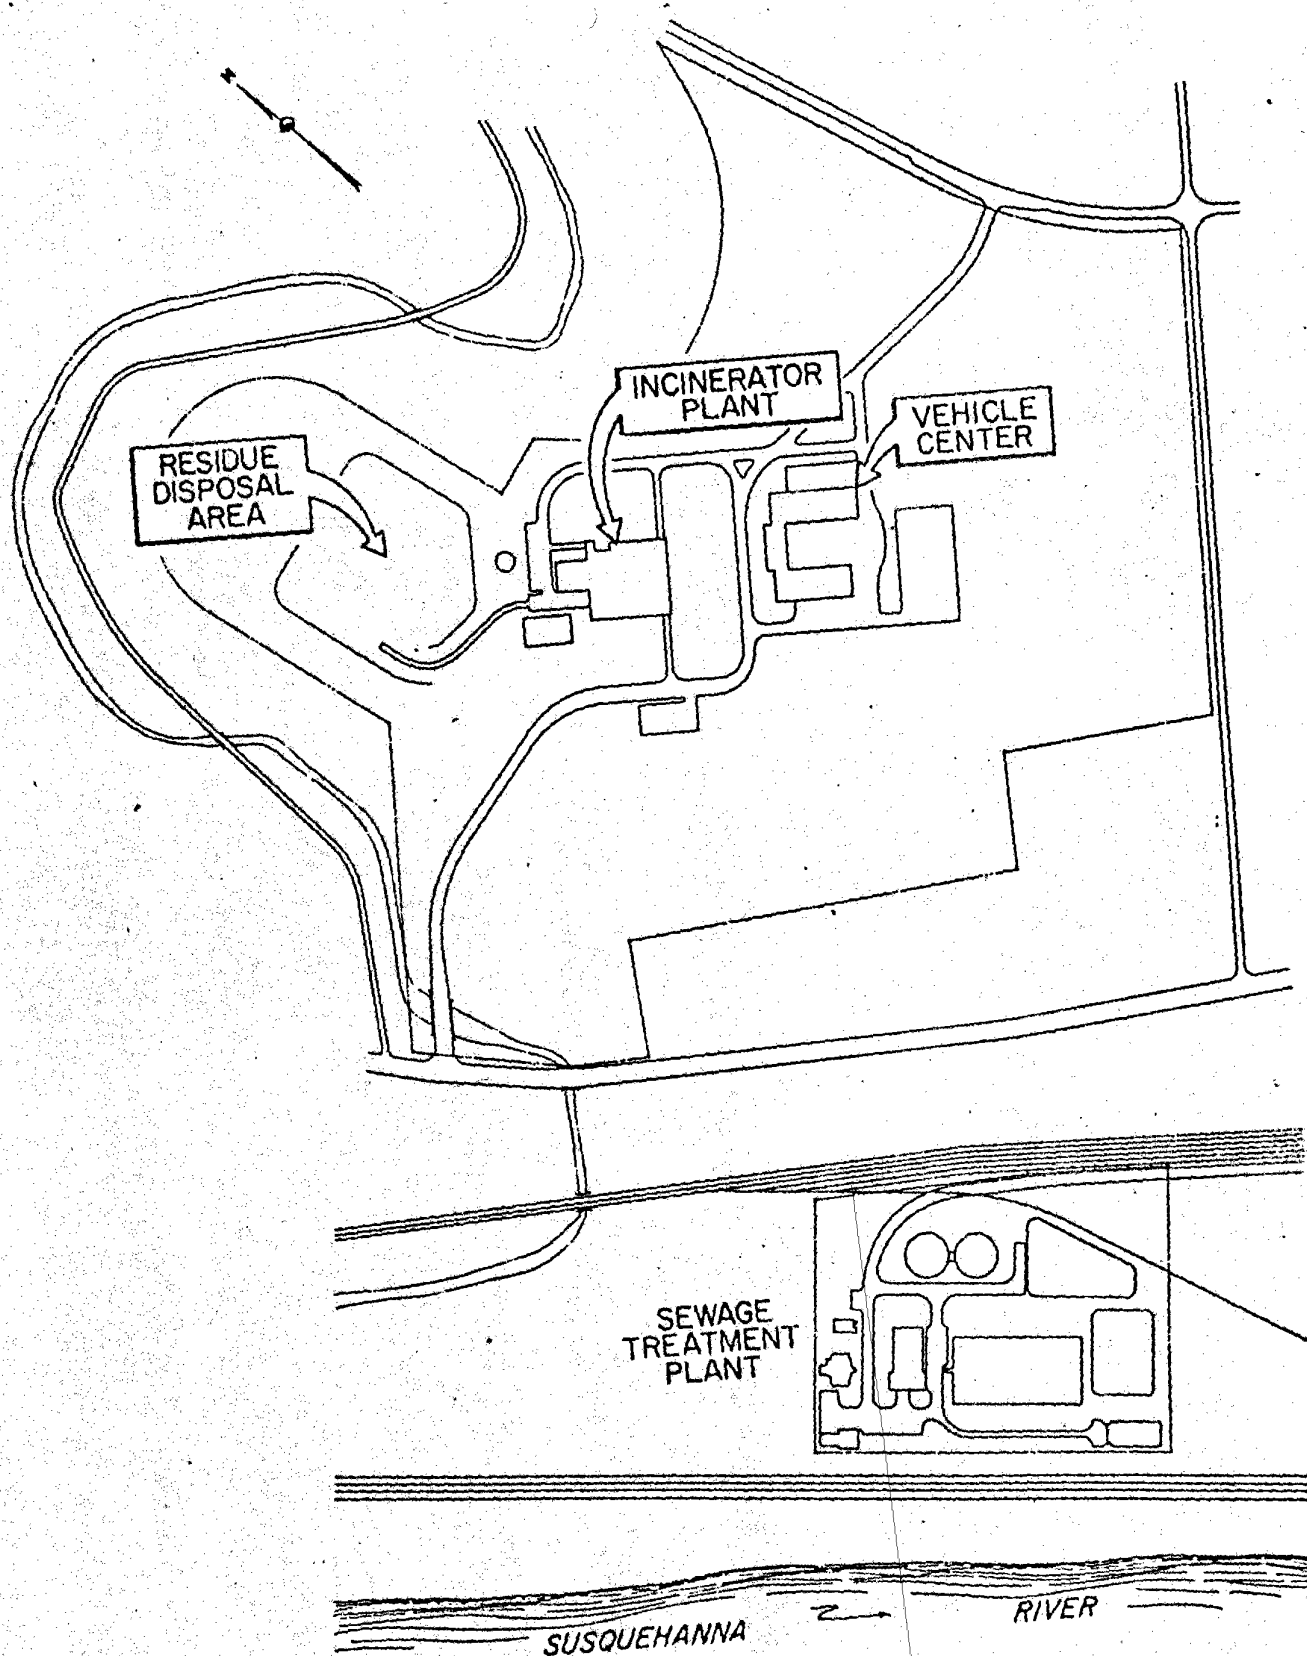 N
INCINERATOR
PLANT
VEHICLE
CENTER
RESIDUE
DISPOSAL
AREA
SEWAGE
TREATMENT
PLANT
SUSQUEHANNA RIVER